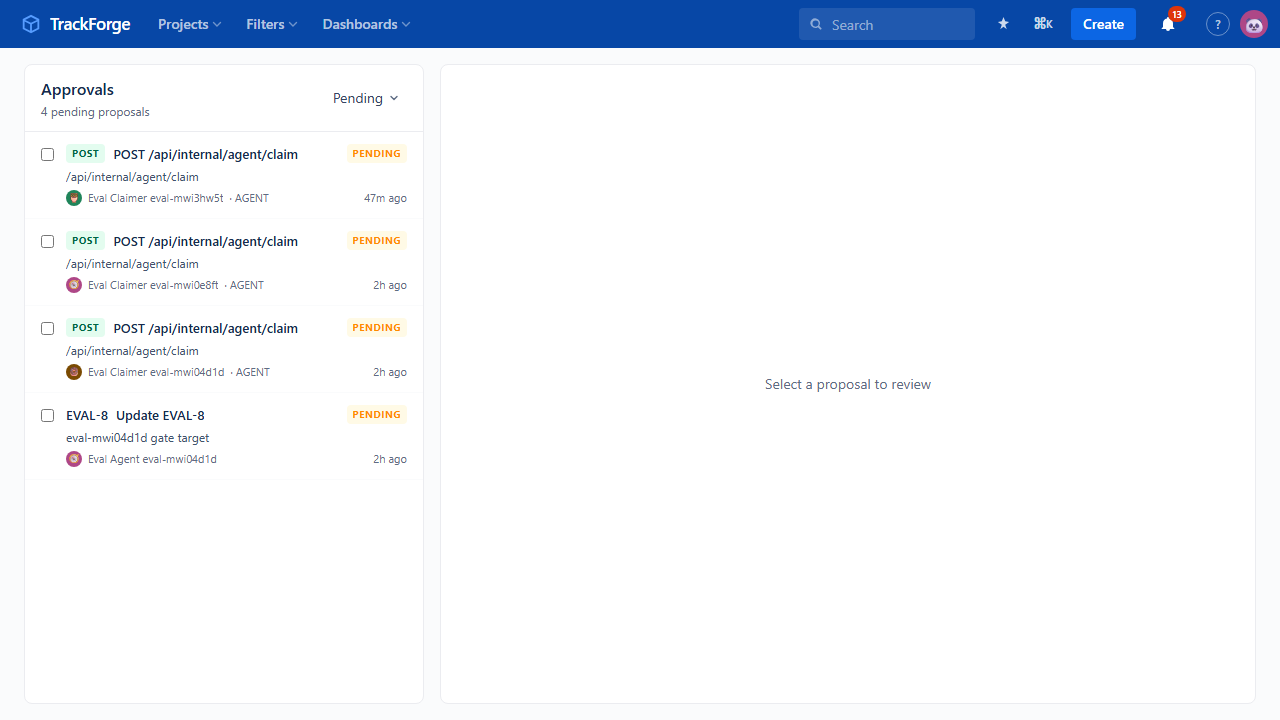 TrackForge Projects Filters Dashboards Search ★ ⌘K Create 13 ?
Approvals
4 pending proposals
Pending
POST POST /api/internal/agent/claim PENDING
/api/internal/agent/claim
Eval Claimer eval-mwi3hw5t · AGENT 47m ago
POST POST /api/internal/agent/claim PENDING
/api/internal/agent/claim
Eval Claimer eval-mwi0e8ft · AGENT 2h ago
POST POST /api/internal/agent/claim PENDING
/api/internal/agent/claim
Eval Claimer eval-mwi04d1d · AGENT 2h ago
EVAL-8 Update EVAL-8 PENDING
eval-mwi04d1d gate target
Eval Agent eval-mwi04d1d 2h ago
Select a proposal to review